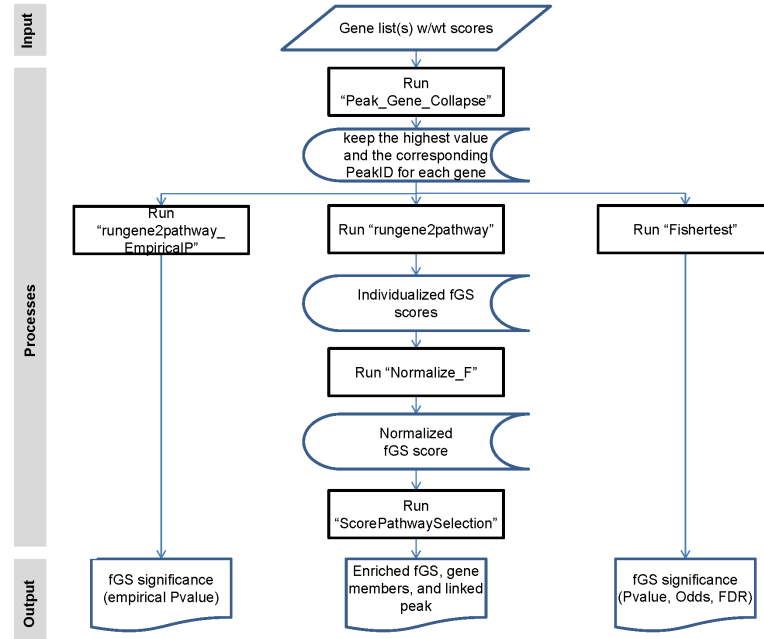 Input
Gene list(s) w/wt scores
Processes
Run
“Peak_Gene_Collapse”
keep the highest value
and the corresponding
PeakID for each gene
Run
“rungene2pathway_
EmpiricalP”
Run “rungene2pathway”
Run “Fishertest”
Individualized fGS
scores
Run “Normalize_F”
Normalized
fGS score
Run
“ScorePathwaySelection”
Output
fGS significance
(empirical Pvalue)
Enriched fGS, gene
members, and linked
peak
fGS significance
(Pvalue, Odds, FDR)